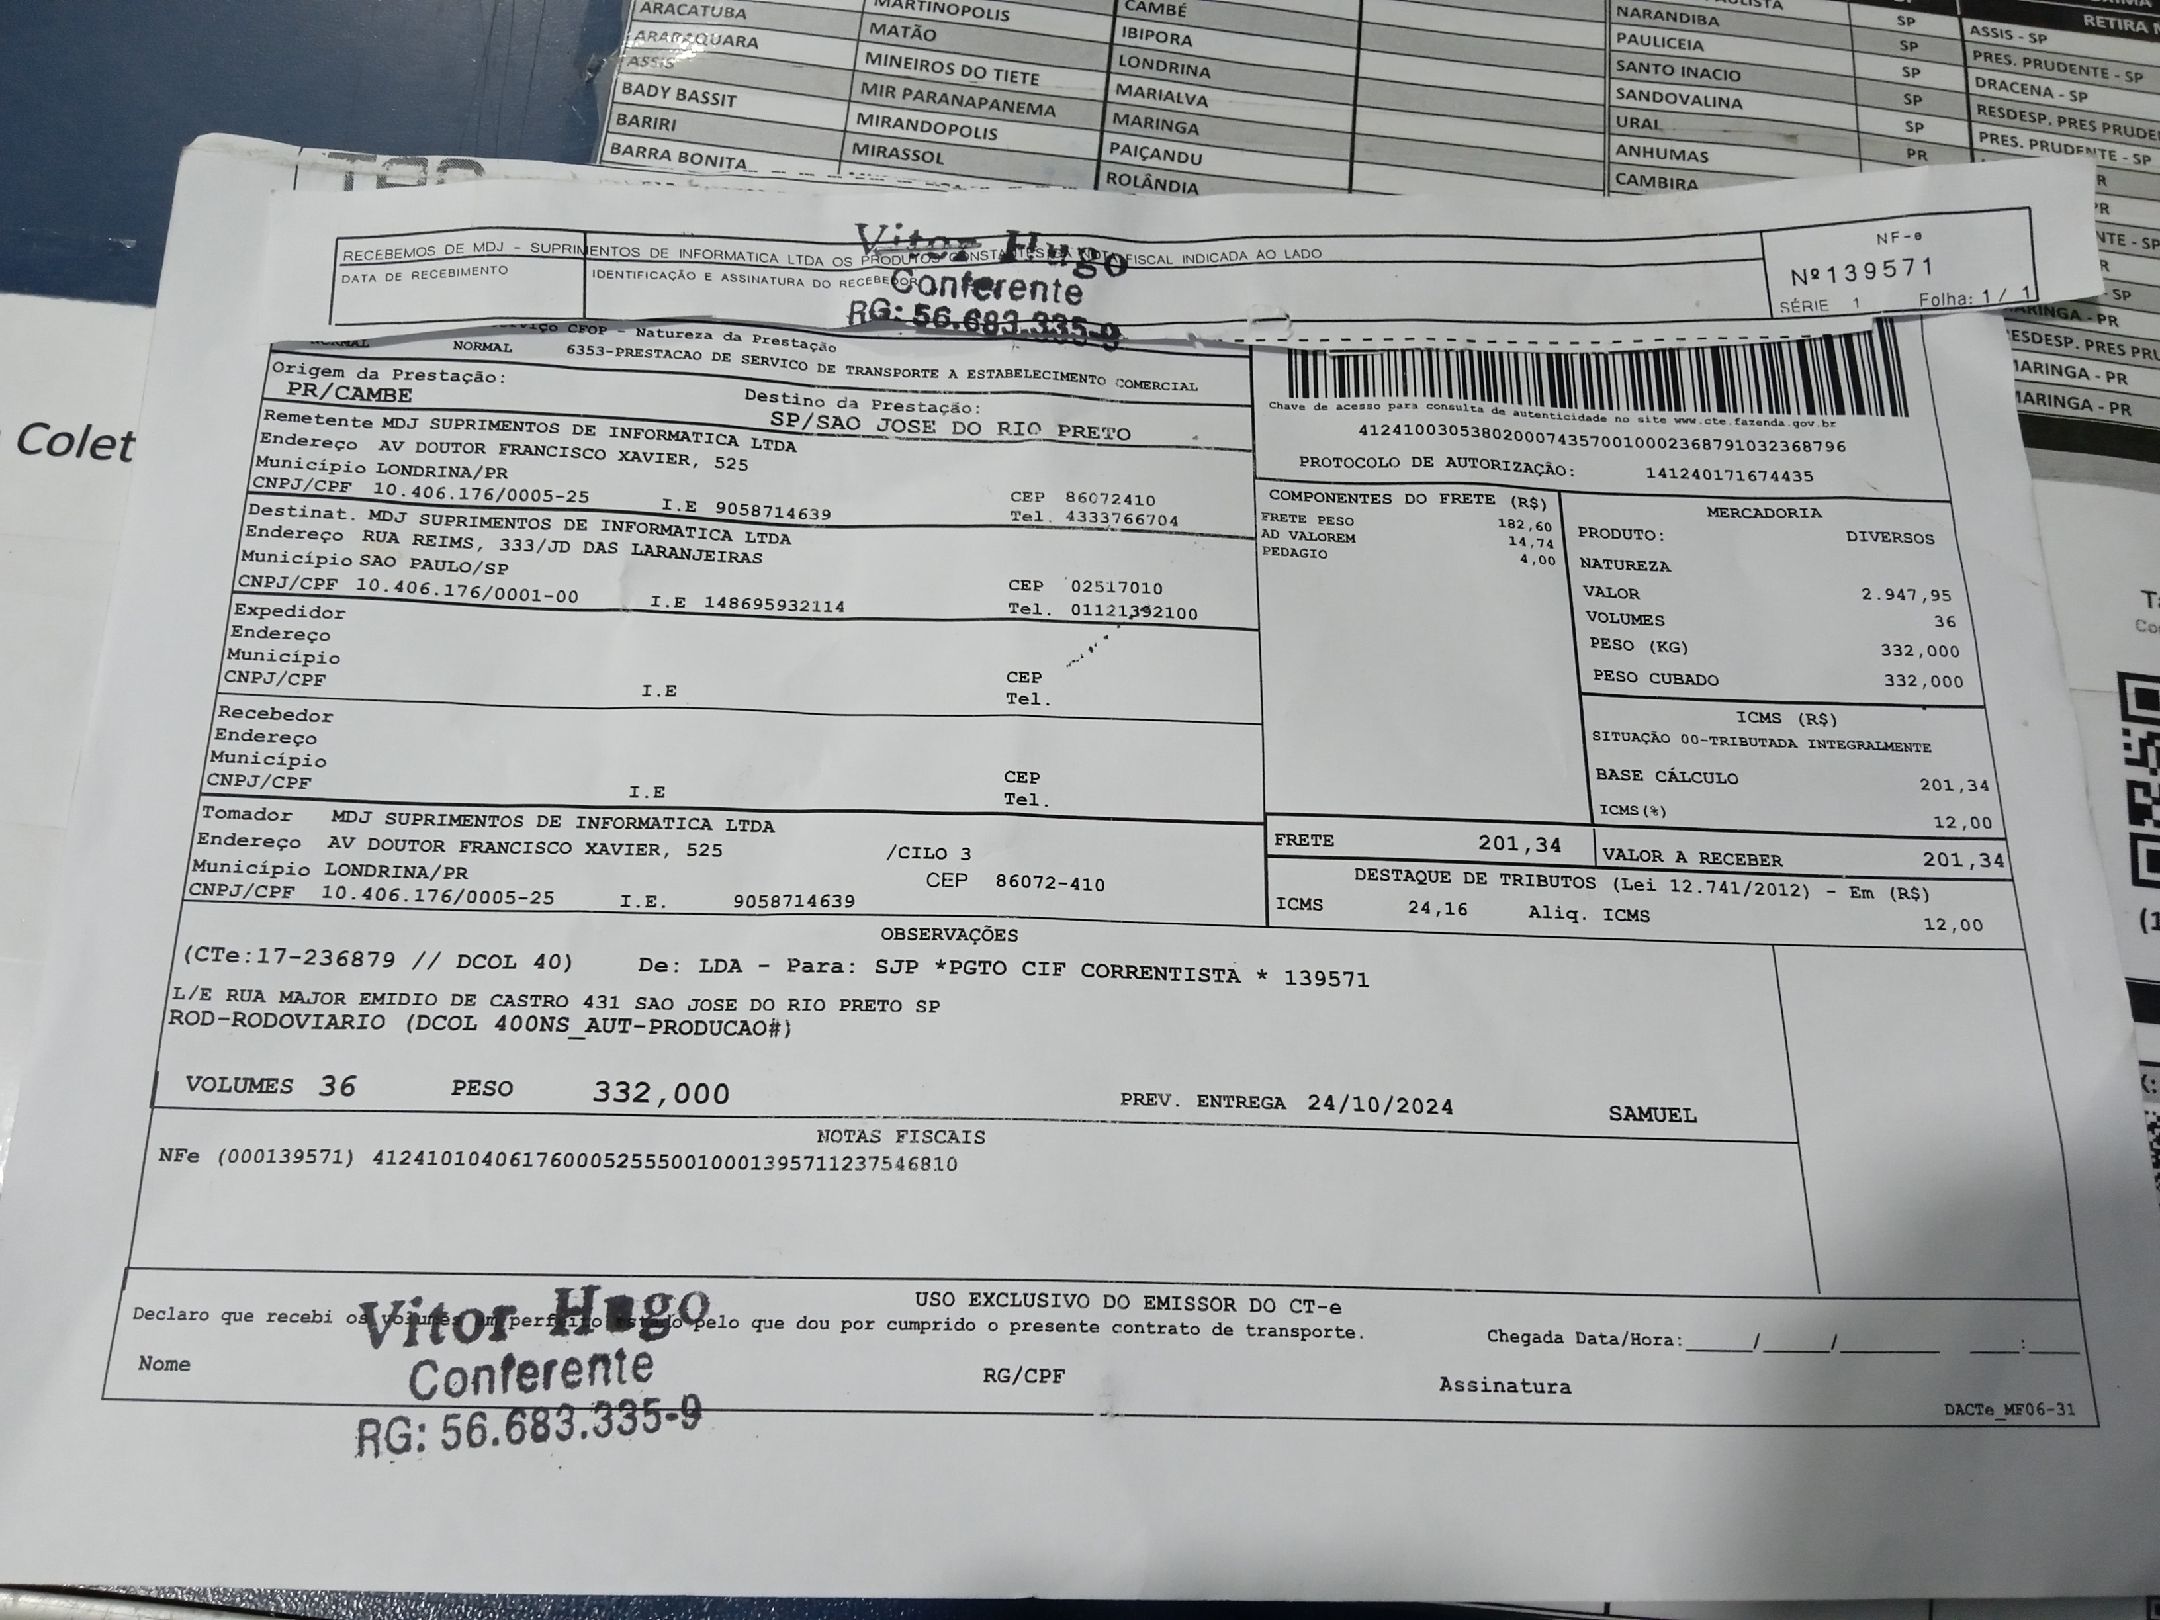 ARACATUBA MARTINOPOLIS CAMBÉ NARANDIBA SP ASSIS - SP RETIRA
ARARAQUARA MATÃO IBIPORA PAULICEIA SP PRES. PRUDENTE - SP
ASSIS MINEIROS DO TIETE LONDRINA SANTO INACIO SP DRACENA - SP
BADY BASSIT MIR PARANAPANEMA MARIALVA SANDOVALINA SP
BARIRI MIRANDOPOLIS MARINGA URAL SP PRES. PRUDENTE - SP
BARRA BONITA MIRASSOL PAIÇANDU ANHUMAS PR
ROLÂNDIA CAMBIRA
MARINGA - PR
MARINGA - PR
MARINGA - PR
Colet
RECEBEMOS DE MDJ - SUPRIMENTOS DE INFORMATICA LTDA OS PRODUTOS CONSTANTES DA NOTA FISCAL INDICADA AO LADO
DATA DE RECEBIMENTO IDENTIFICAÇÃO E ASSINATURA DO RECEBEDOR
Vitor Hugo
Conferente
RG: 56.683.335-9
NF-e
Nº139571
SÉRIE 1 Folha: 1 / 1
CFOP - Natureza da Prestação
NORMAL NORMAL 6353-PRESTACAO DE SERVICO DE TRANSPORTE A ESTABELECIMENTO COMERCIAL
Origem da Prestação: Destino da Prestação:
PR/CAMBE SP/SAO JOSE DO RIO PRETO
Remetente MDJ SUPRIMENTOS DE INFORMATICA LTDA
Endereço AV DOUTOR FRANCISCO XAVIER, 525
Município LONDRINA/PR CEP 86072410
CNPJ/CPF 10.406.176/0005-25 I.E 9058714639 Tel. 4333766704
Destinat. MDJ SUPRIMENTOS DE INFORMATICA LTDA
Endereço RUA REIMS, 333/JD DAS LARANJEIRAS
Município SAO PAULO/SP CEP 02517010
CNPJ/CPF 10.406.176/0001-00 I.E 148695932114 Tel. 01121392100
Expedidor
Endereço
Município CEP
CNPJ/CPF I.E Tel.
Recebedor
Endereço
Município CEP
CNPJ/CPF I.E Tel.
Tomador MDJ SUPRIMENTOS DE INFORMATICA LTDA
Endereço AV DOUTOR FRANCISCO XAVIER, 525 /CILO 3
Município LONDRINA/PR CEP 86072-410
CNPJ/CPF 10.406.176/0005-25 I.E. 9058714639
Chave de acesso para consulta de autenticidade no site www.cte.fazenda.gov.br
41241003053802000743570010002368791032368796
PROTOCOLO DE AUTORIZAÇÃO: 141240171674435
COMPONENTES DO FRETE (R$)
FRETE PESO 182,60
AD VALOREM 14,74
PEDAGIO 4,00
MERCADORIA
PRODUTO: DIVERSOS
NATUREZA
VALOR 2.947,95
VOLUMES 36
PESO (KG) 332,000
PESO CUBADO 332,000
ICMS (R$)
SITUAÇÃO 00-TRIBUTADA INTEGRALMENTE
BASE CÁLCULO 201,34
ICMS(%) 12,00
FRETE 201,34 VALOR A RECEBER 201,34
DESTAQUE DE TRIBUTOS (Lei 12.741/2012) - Em (R$)
ICMS 24,16 Aliq. ICMS 12,00
OBSERVAÇÕES
(CTe:17-236879 // DCOL 40) De: LDA - Para: SJP *PGTO CIF CORRENTISTA * 139571
L/E RUA MAJOR EMIDIO DE CASTRO 431 SAO JOSE DO RIO PRETO SP
ROD-RODOVIARIO (DCOL 400NS_AUT-PRODUCAO#)
VOLUMES 36 PESO 332,000 PREV. ENTREGA 24/10/2024 SAMUEL
NOTAS FISCAIS
NFe (000139571) 41241010406176000525550010001395711237546810
USO EXCLUSIVO DO EMISSOR DO CT-e
Declaro que recebi os volumes em perfeito estado pelo que dou por cumprido o presente contrato de transporte. Chegada Data/Hora:_____/_____/________ ____:____
Nome RG/CPF Assinatura
Vitor Hugo
Conferente
RG: 56.683.335-9
DACTe_MF06-31